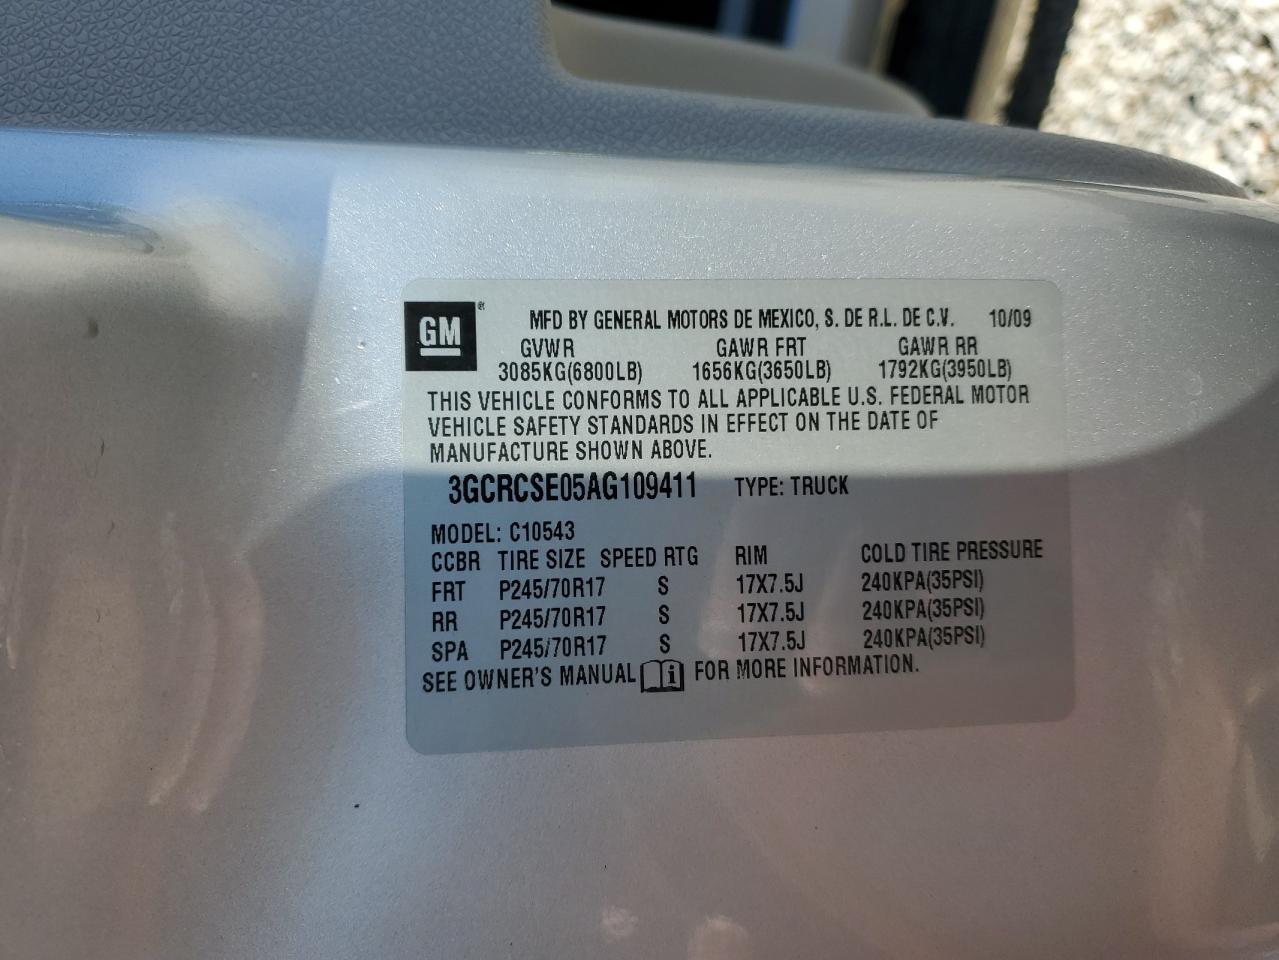 GM®
MFD BY GENERAL MOTORS DE MEXICO, S. DE R.L. DE C.V. 10/09
GVWR GAWR FRT GAWR RR
3085KG(6800LB) 1656KG(3650LB) 1792KG(3950LB)
THIS VEHICLE CONFORMS TO ALL APPLICABLE U.S. FEDERAL MOTOR
VEHICLE SAFETY STANDARDS IN EFFECT ON THE DATE OF
MANUFACTURE SHOWN ABOVE.
3GCRCSE05AG109411 TYPE: TRUCK
MODEL: C10543
CCBR TIRE SIZE SPEED RTG RIM COLD TIRE PRESSURE
FRT P245/70R17 S 17X7.5J 240KPA(35PSI)
RR P245/70R17 S 17X7.5J 240KPA(35PSI)
SPA P245/70R17 S 17X7.5J 240KPA(35PSI)
SEE OWNER'S MANUAL i FOR MORE INFORMATION.